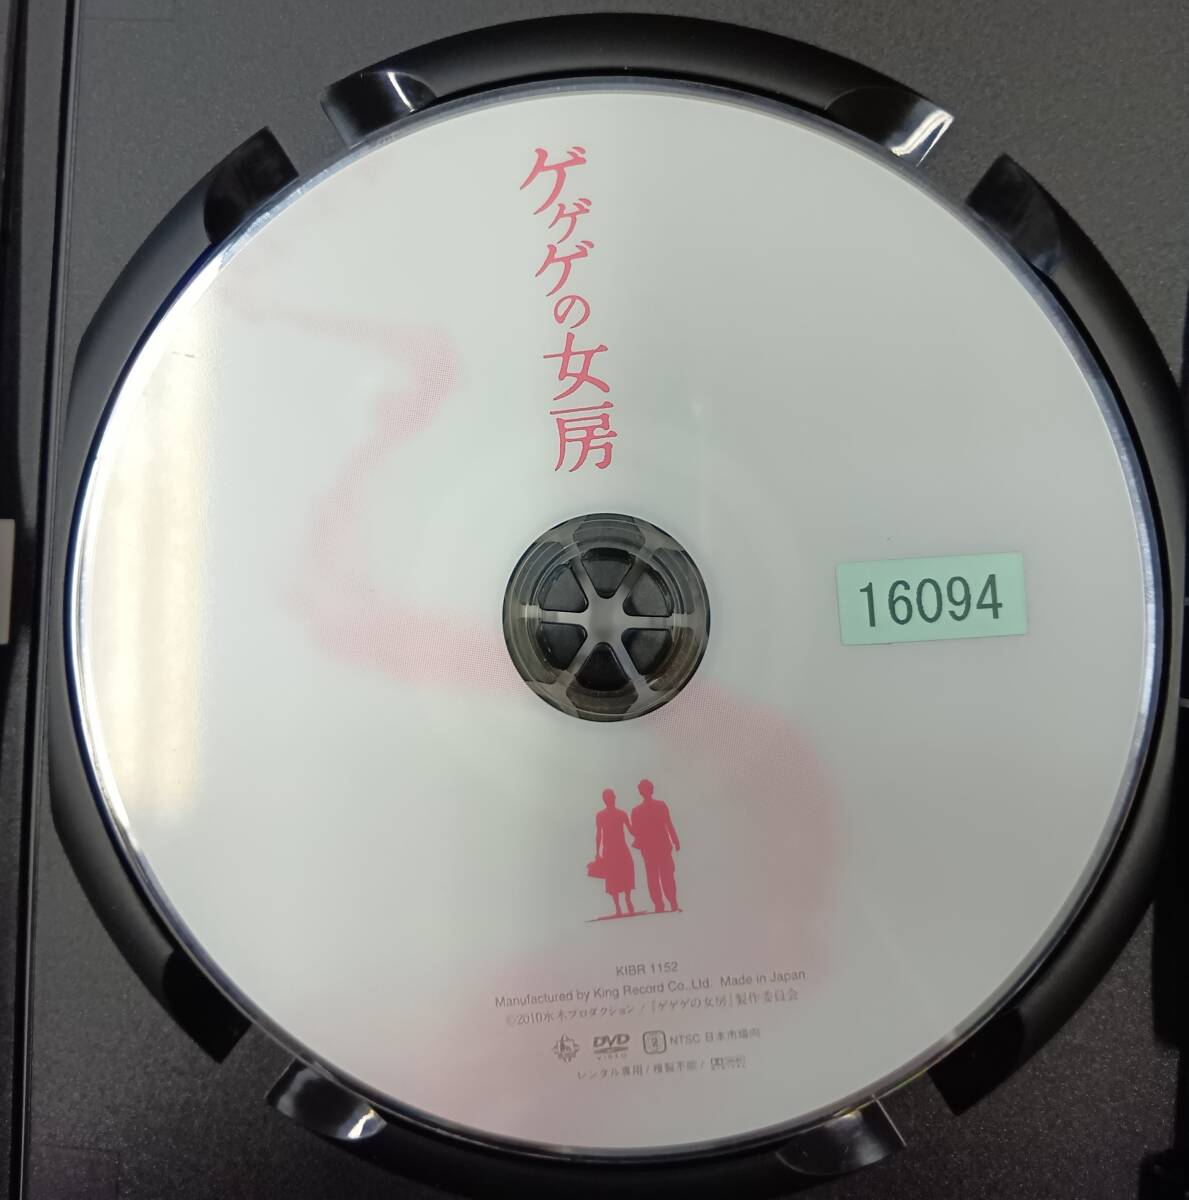 ゲゲゲの女房
16094
KIBR 1152
Manufactured by King Record Co.,Ltd. Made in Japan
©2010水木プロダクション/『ゲゲゲの女房』製作委員会
DVD VIDEO 2 NTSC 日本市場向
レンタル専用/複製不能/